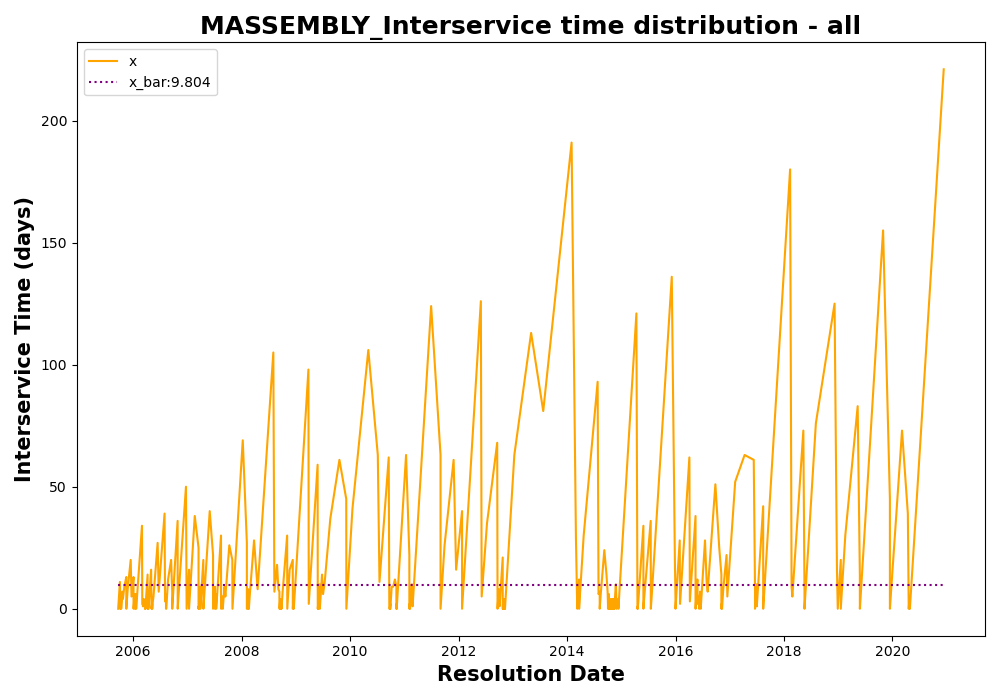 MASSEMBLY_Interservice time distribution - all
x
x_bar:9.804
Interservice Time (days)
200
150
100
50
0
2006 2008 2010 2012 2014 2016 2018 2020
Resolution Date